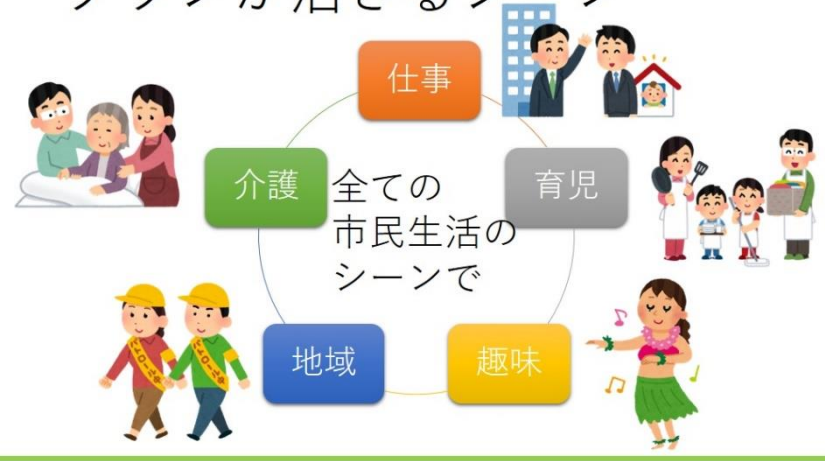 仕事
介護
育児
全ての
市民生活の
シーンで
地域
趣味